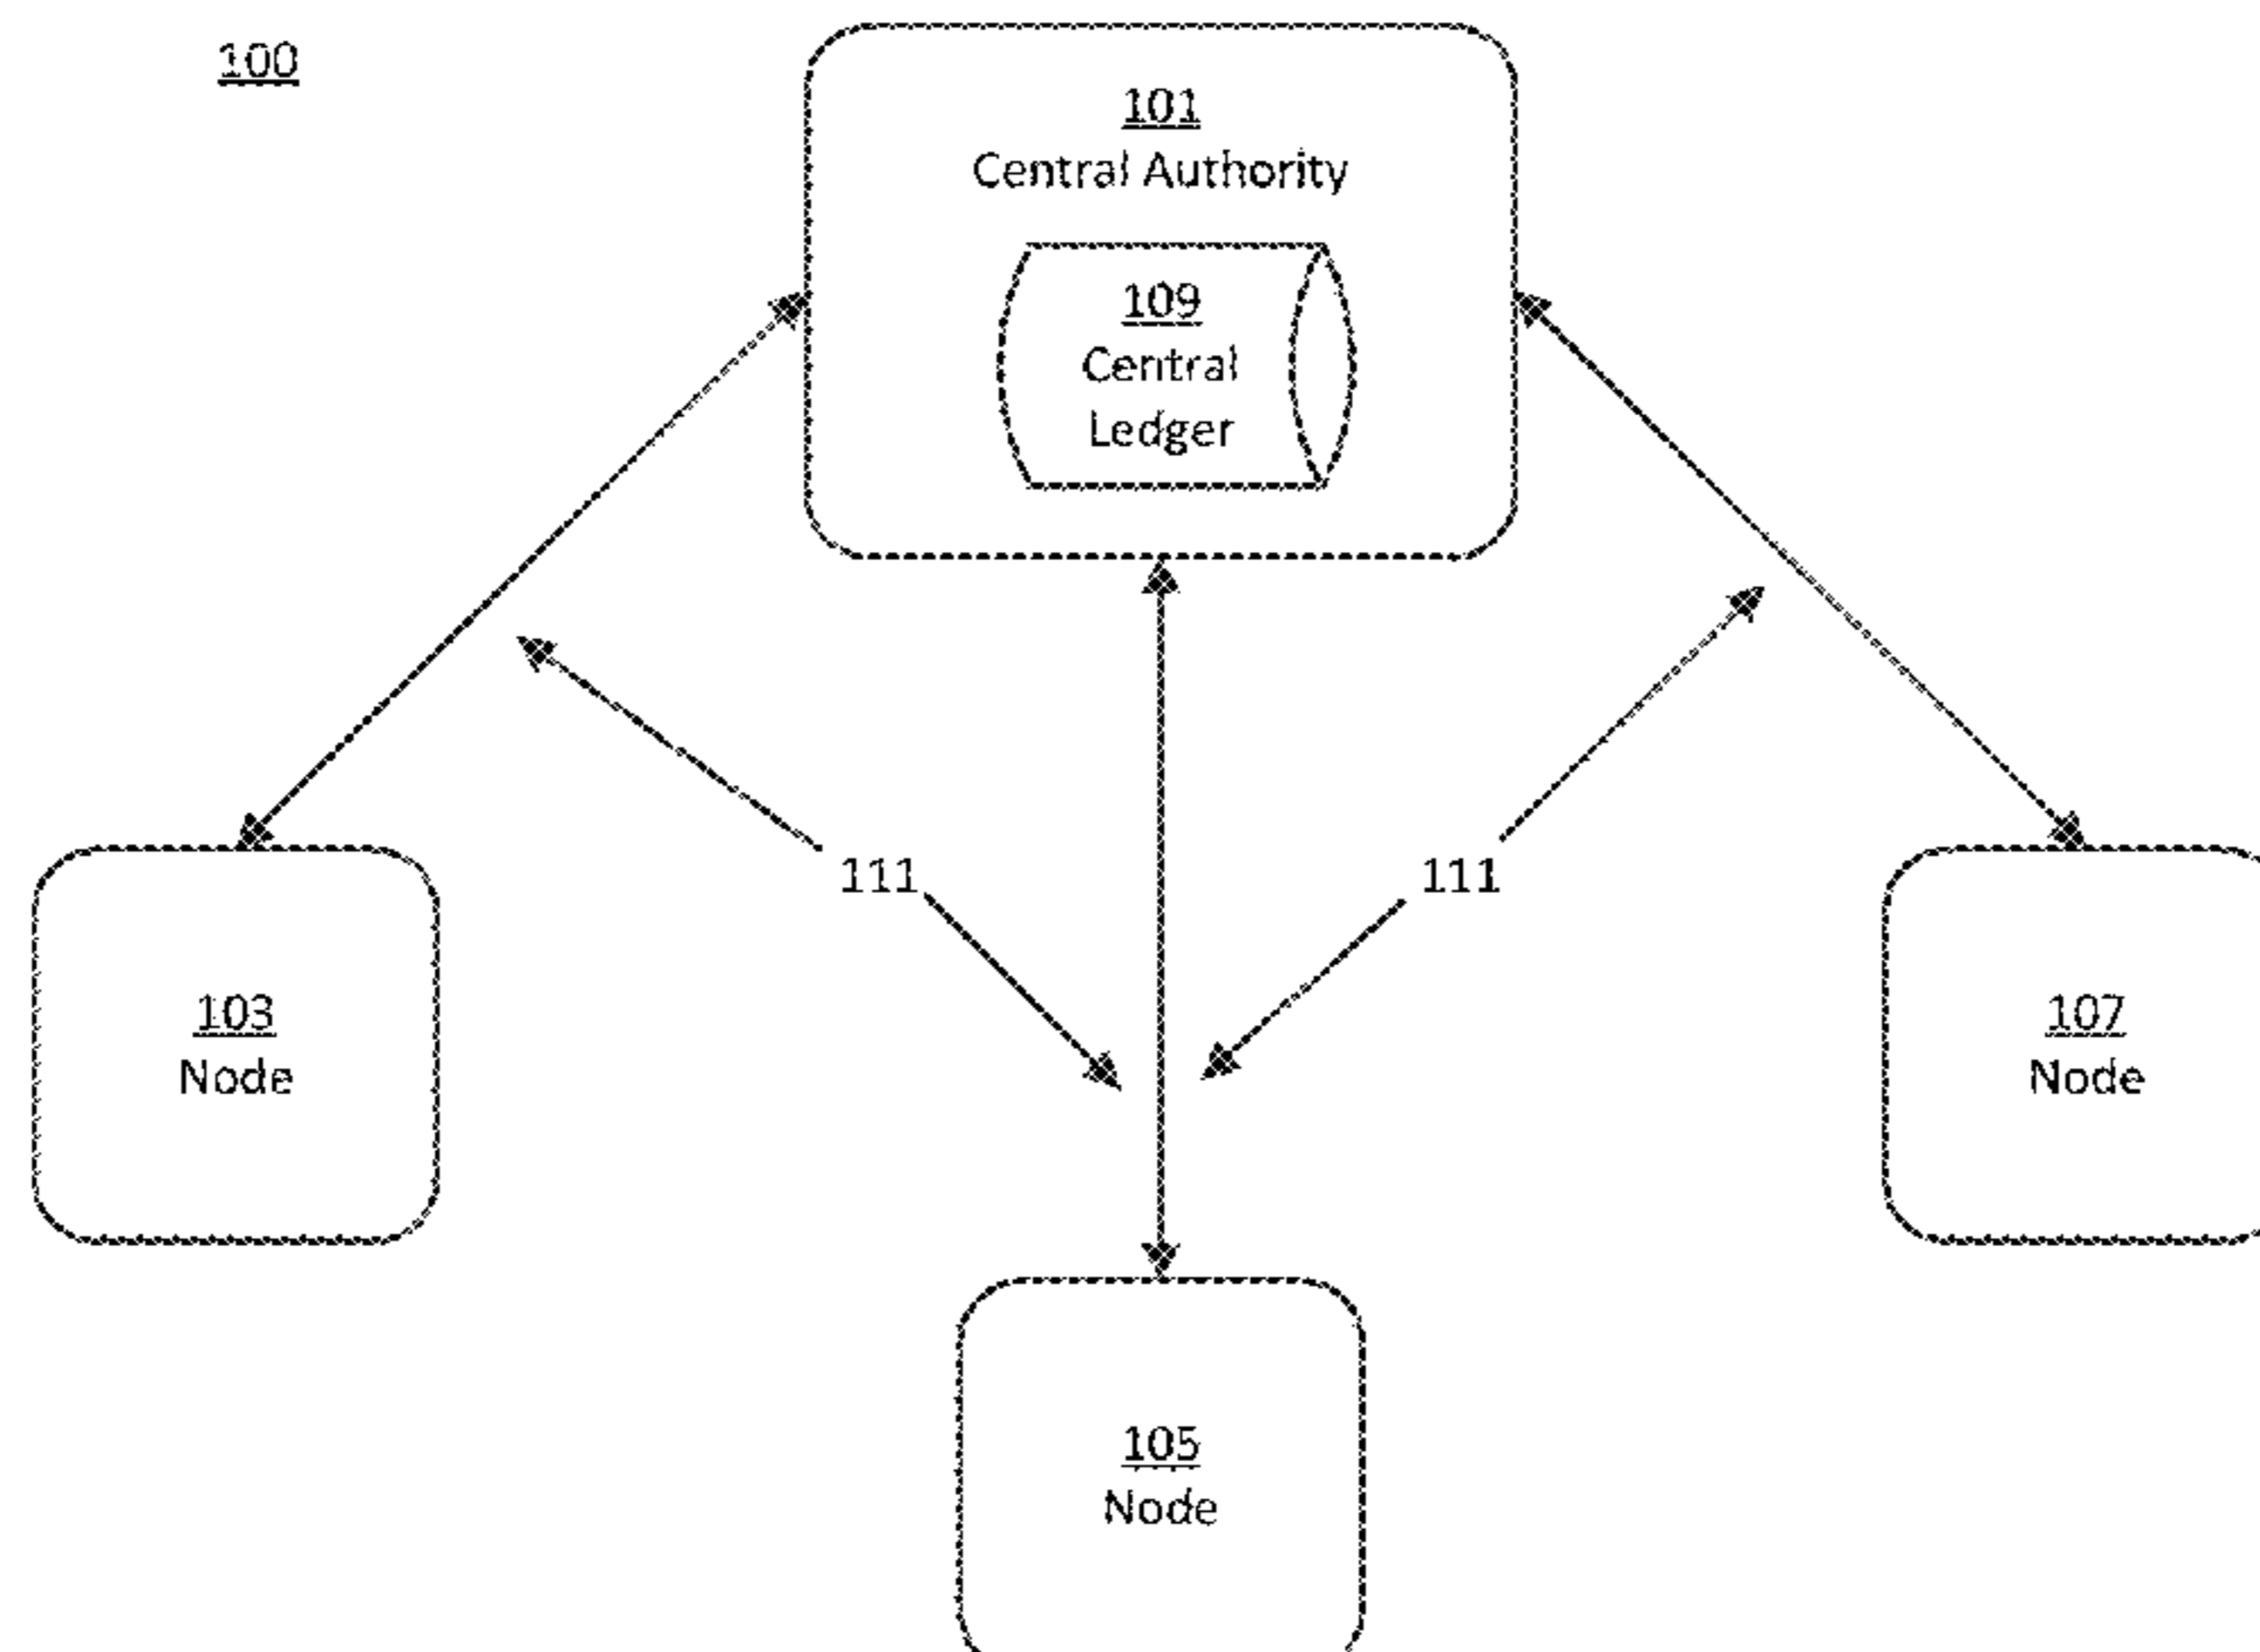 100
101
Central Authority
109
Central
Ledger
111
111
103
Node
107
Node
105
Node